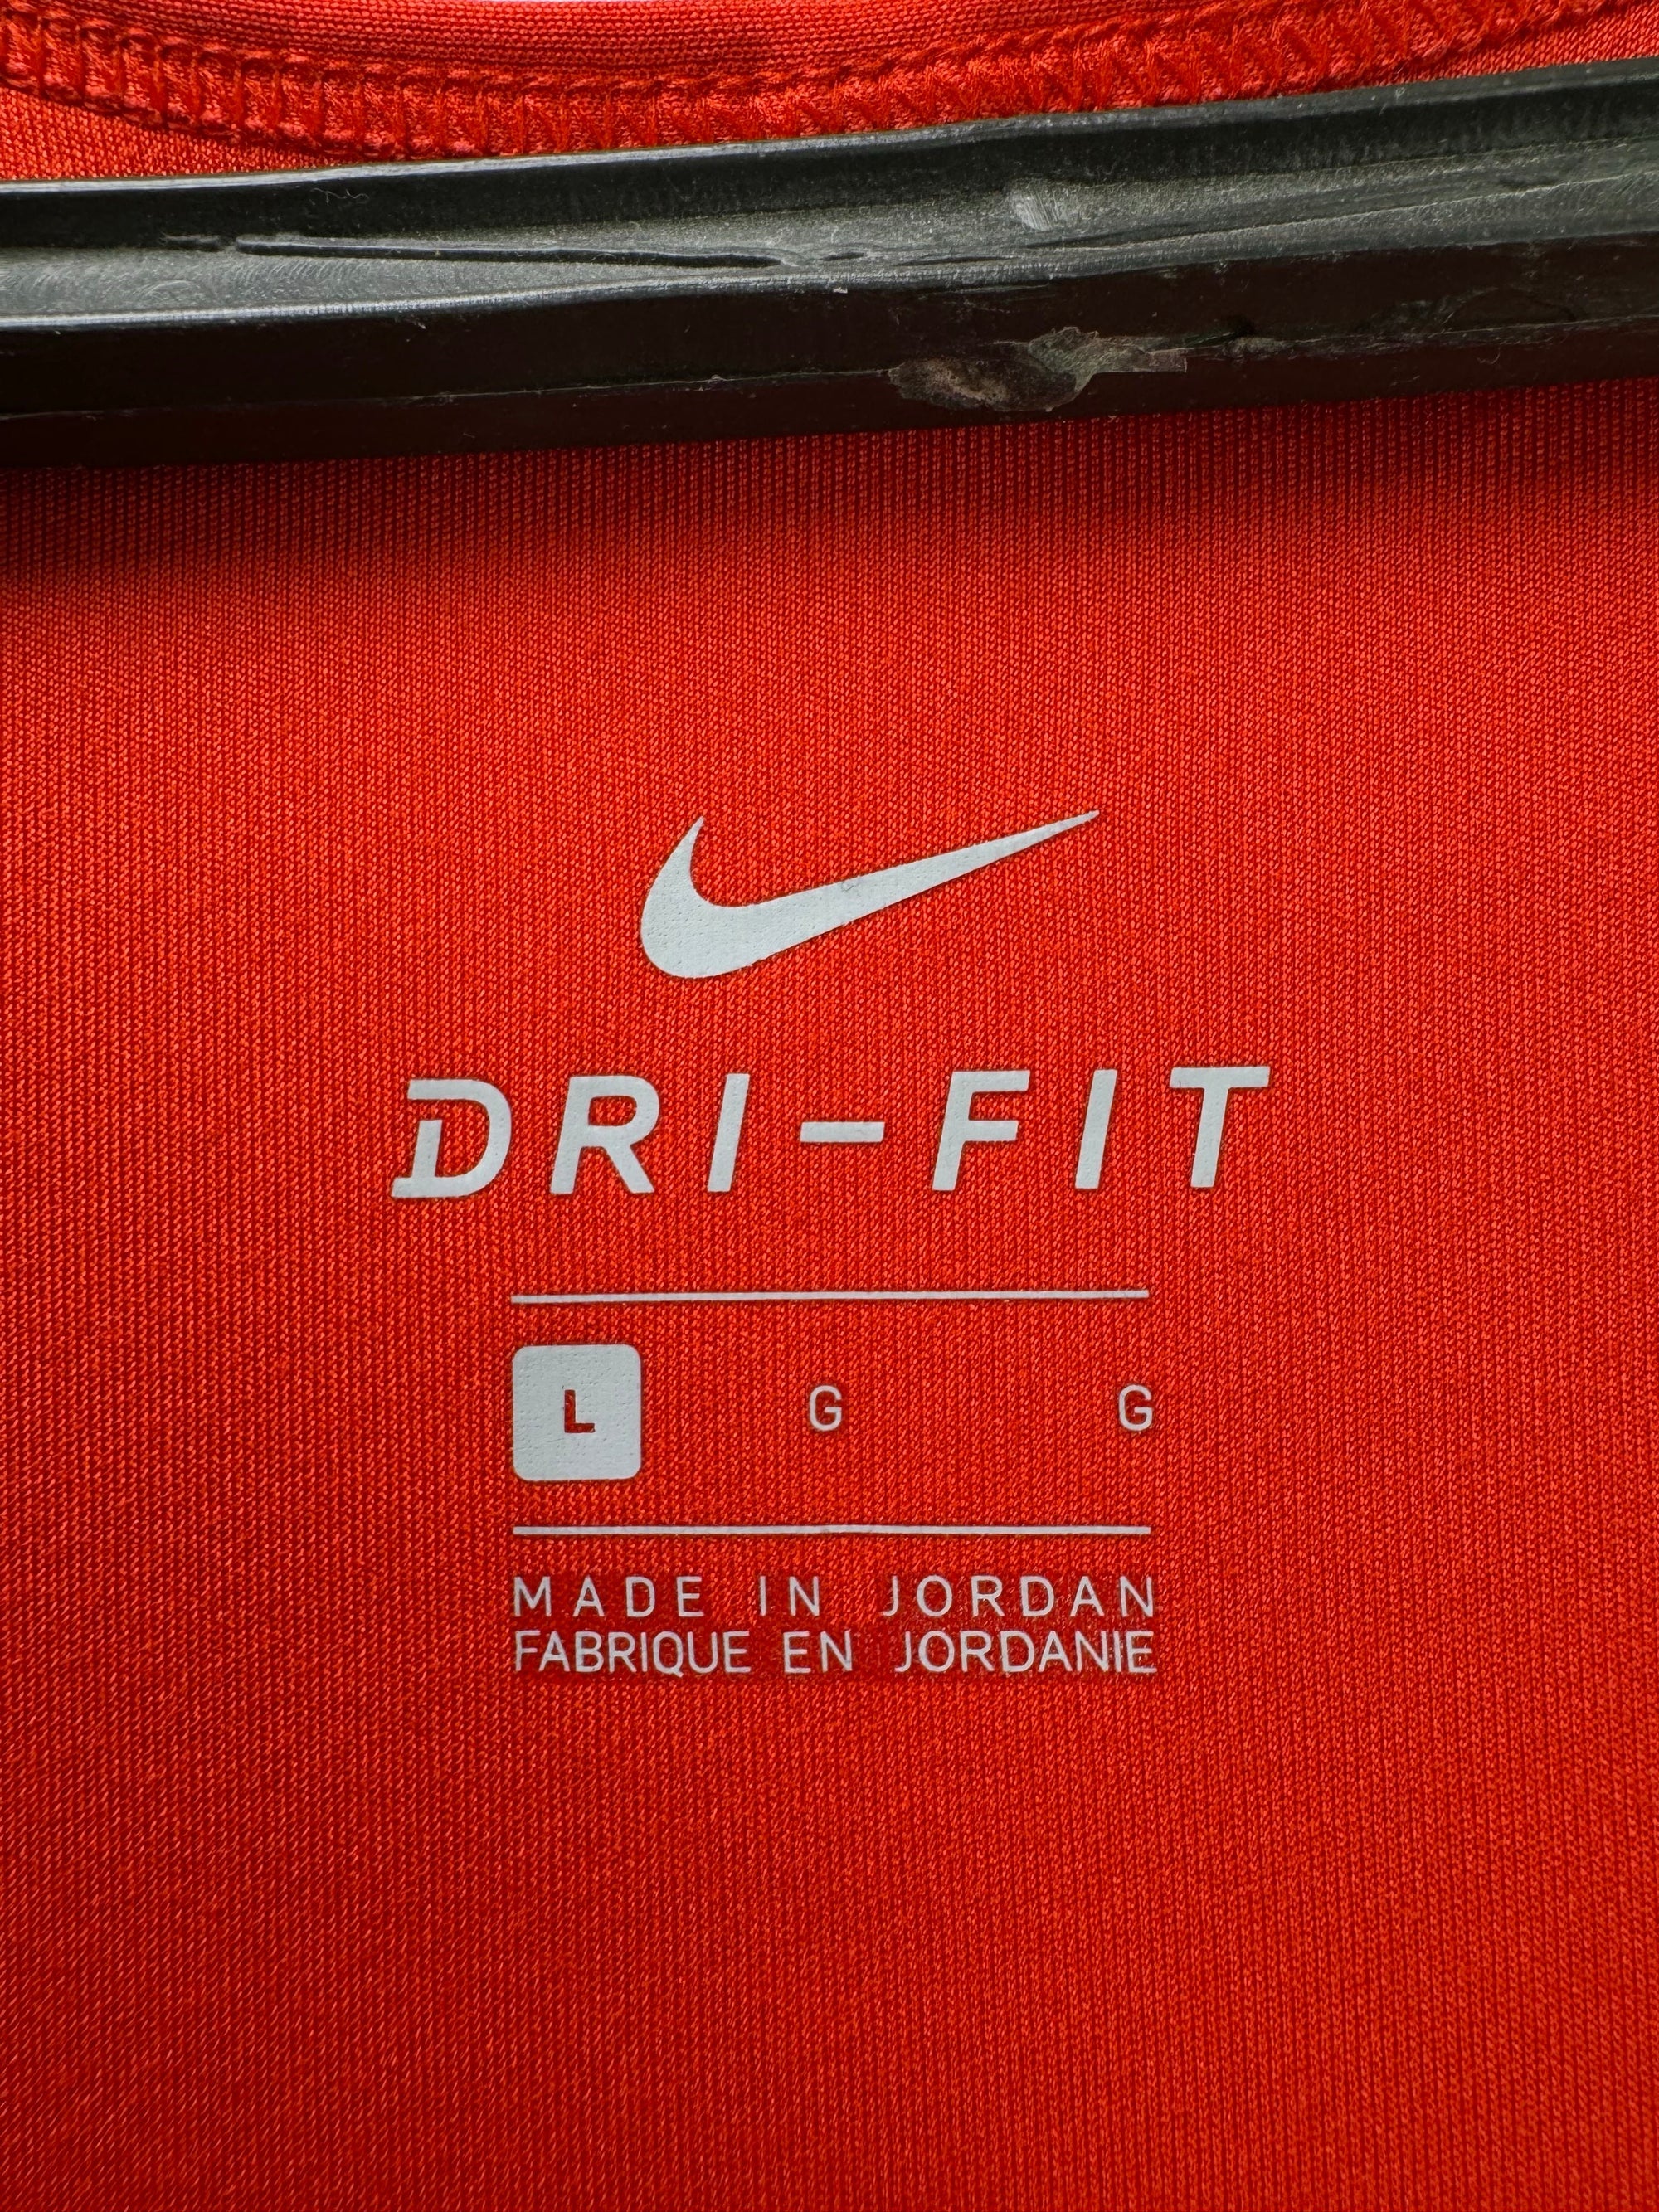 DRI-FIT
L G G
MADE IN JORDAN
FABRIQUE EN JORDANIE